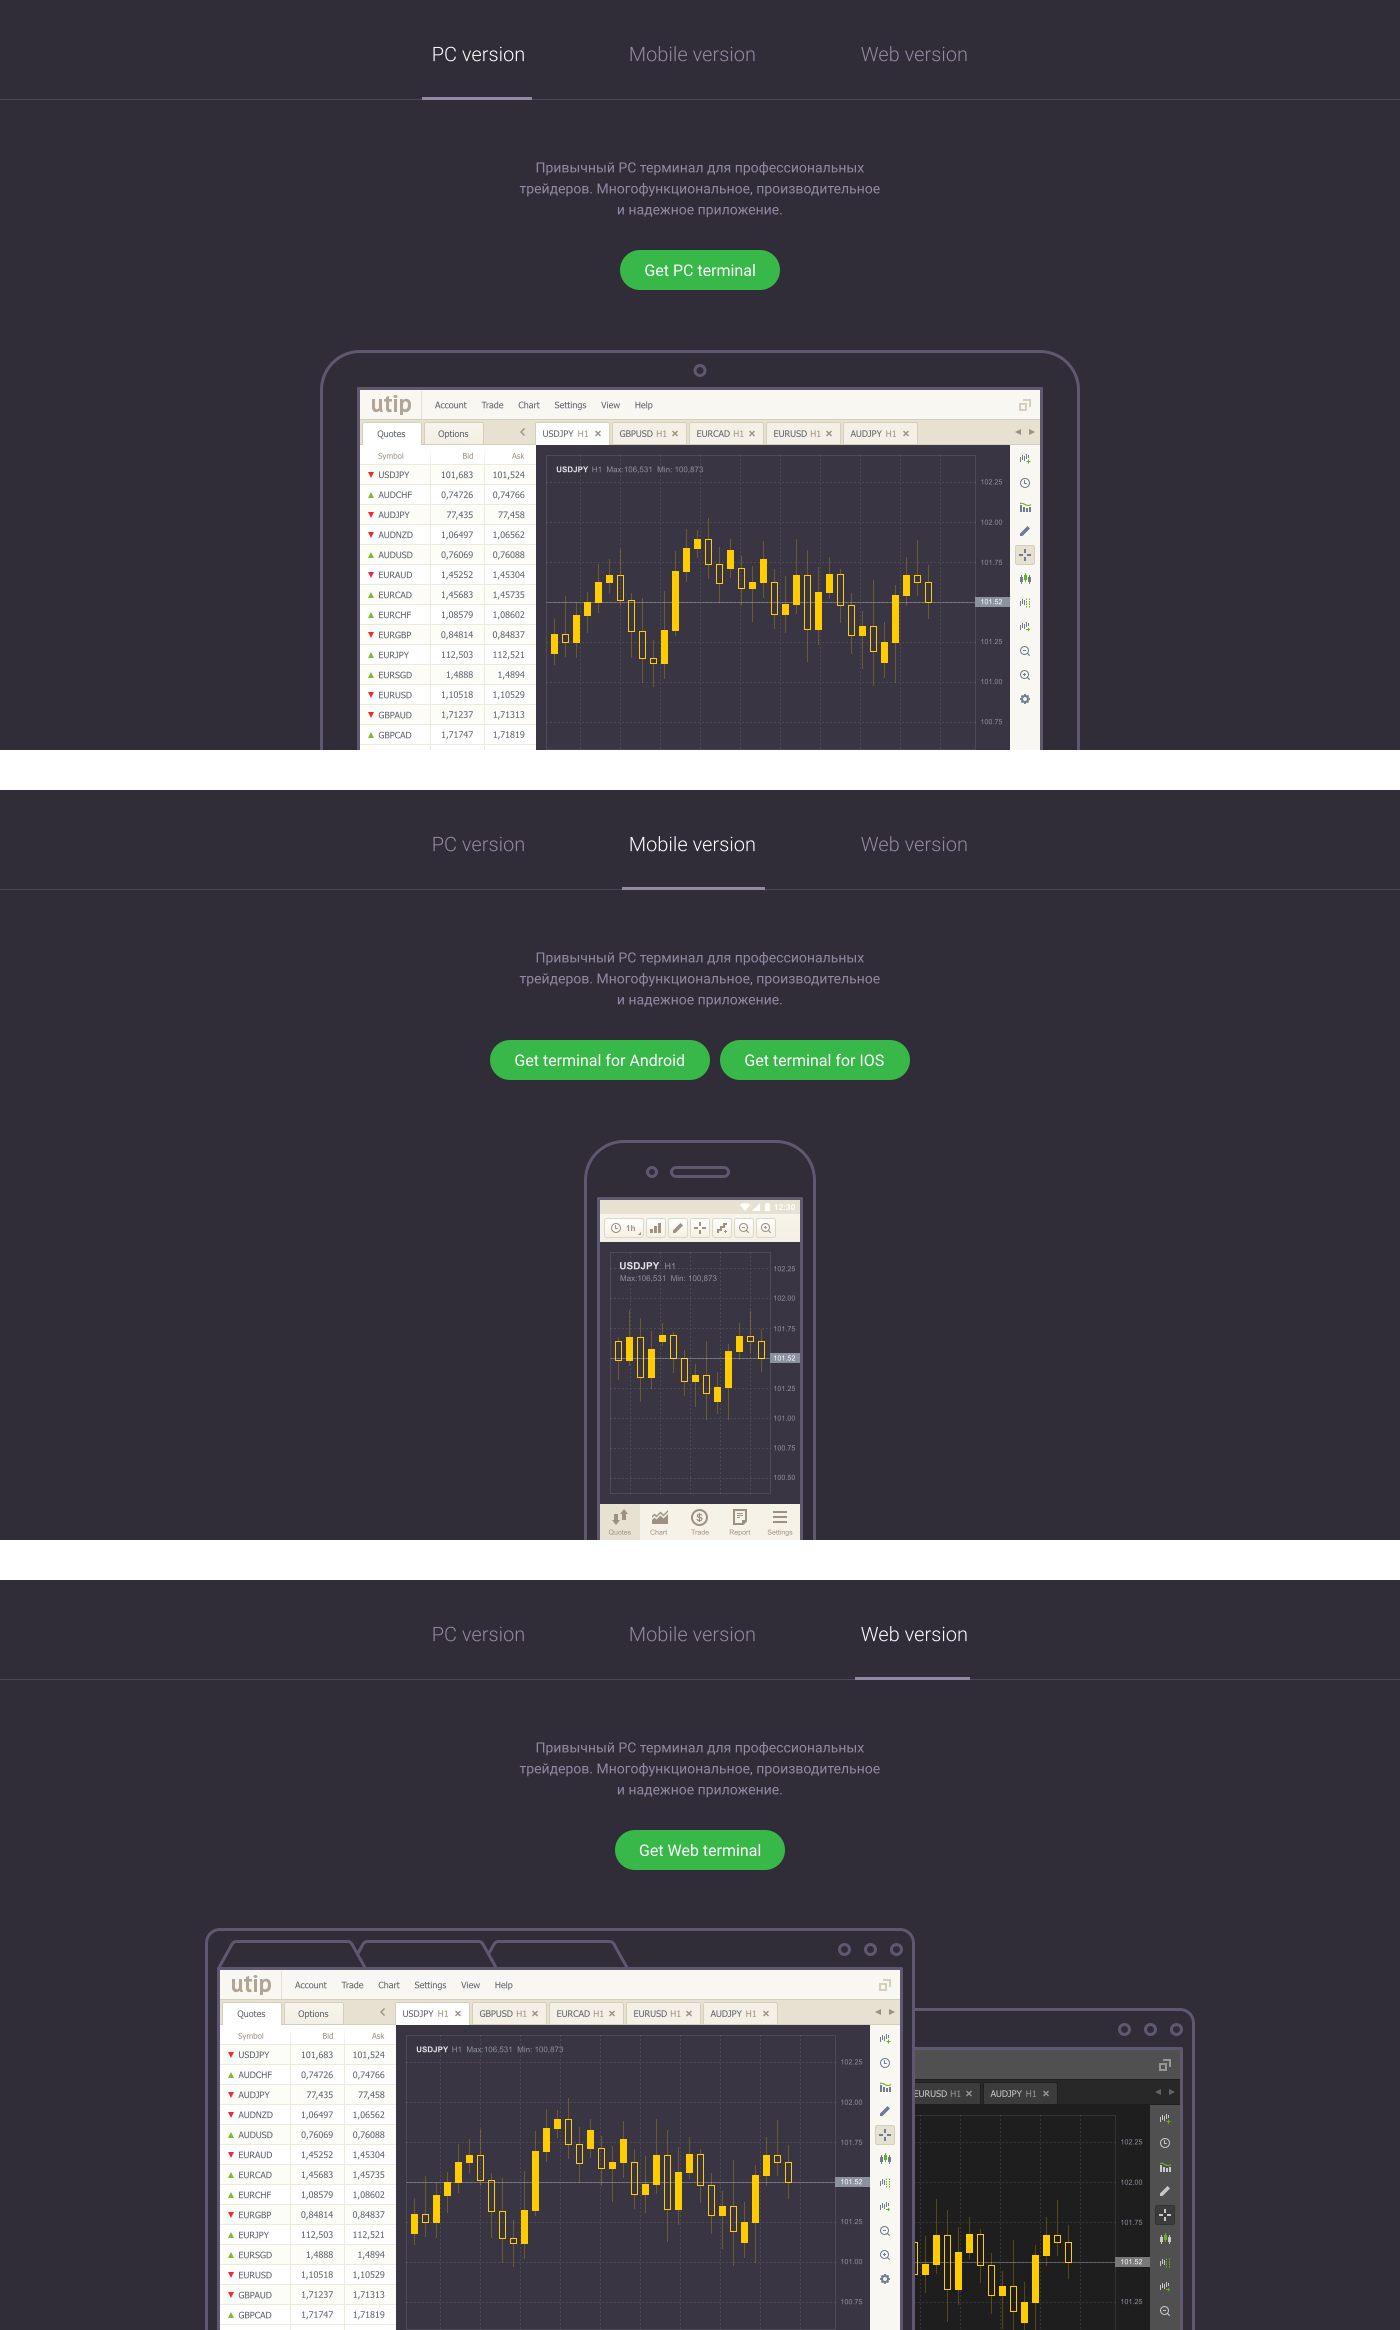 PC version Mobile version Web version
Привычный PC терминал для профессиональных
трейдеров. Многофункциональное, производительное
и надежное приложение.
Get PC terminal
utip Account Trade Chart Settings View Help
Quotes Options USDJPY H1 GBPUSD H1 EURCAD H1 EURUSD H1 AUDJPY H1
Symbol Bid Ask
USDJPY 101,683 101,524
AUDCHF 0,74726 0,74766
AUDJPY 77,435 77,458
AUDNZD 1,06497 1,06562
AUDUSD 0,76069 0,76088
EURAUD 1,45252 1,45304
EURCAD 1,45683 1,45735
EURCHF 1,08579 1,08602
EURGBP 0,84814 0,84837
EURJPY 112,503 112,521
EURSGD 1,4888 1,4894
EURUSD 1,10518 1,10529
GBPAUD 1,71237 1,71313
GBPCAD 1,71747 1,71819
USDJPY H1 Max:106,531 Min: 100,873
102.25
102.00
101.75
101.52
101.25
101.00
100.75
PC version Mobile version Web version
Привычный PC терминал для профессиональных
трейдеров. Многофункциональное, производительное
и надежное приложение.
Get terminal for Android Get terminal for IOS
12:30
1h
USDJPY H1
Max:106,531 Min: 100,873
102.25
102.00
101.75
101.52
101.25
101.00
100.75
100.50
Quotes Chart Trade Report Settings
PC version Mobile version Web version
Привычный PC терминал для профессиональных
трейдеров. Многофункциональное, производительное
и надежное приложение.
Get Web terminal
utip Account Trade Chart Settings View Help
Quotes Options USDJPY H1 GBPUSD H1 EURCAD H1 EURUSD H1 AUDJPY H1
Symbol Bid Ask
USDJPY 101,683 101,524
AUDCHF 0,74726 0,74766
AUDJPY 77,435 77,458
AUDNZD 1,06497 1,06562
AUDUSD 0,76069 0,76088
EURAUD 1,45252 1,45304
EURCAD 1,45683 1,45735
EURCHF 1,08579 1,08602
EURGBP 0,84814 0,84837
EURJPY 112,503 112,521
EURSGD 1,4888 1,4894
EURUSD 1,10518 1,10529
GBPAUD 1,71237 1,71313
GBPCAD 1,71747 1,71819
USDJPY H1 Max:106,531 Min: 100,873
102.25
102.00
101.75
101.52
101.25
101.00
100.75
EURUSD H1 AUDJPY H1
102.25
102.00
101.75
101.52
101.25